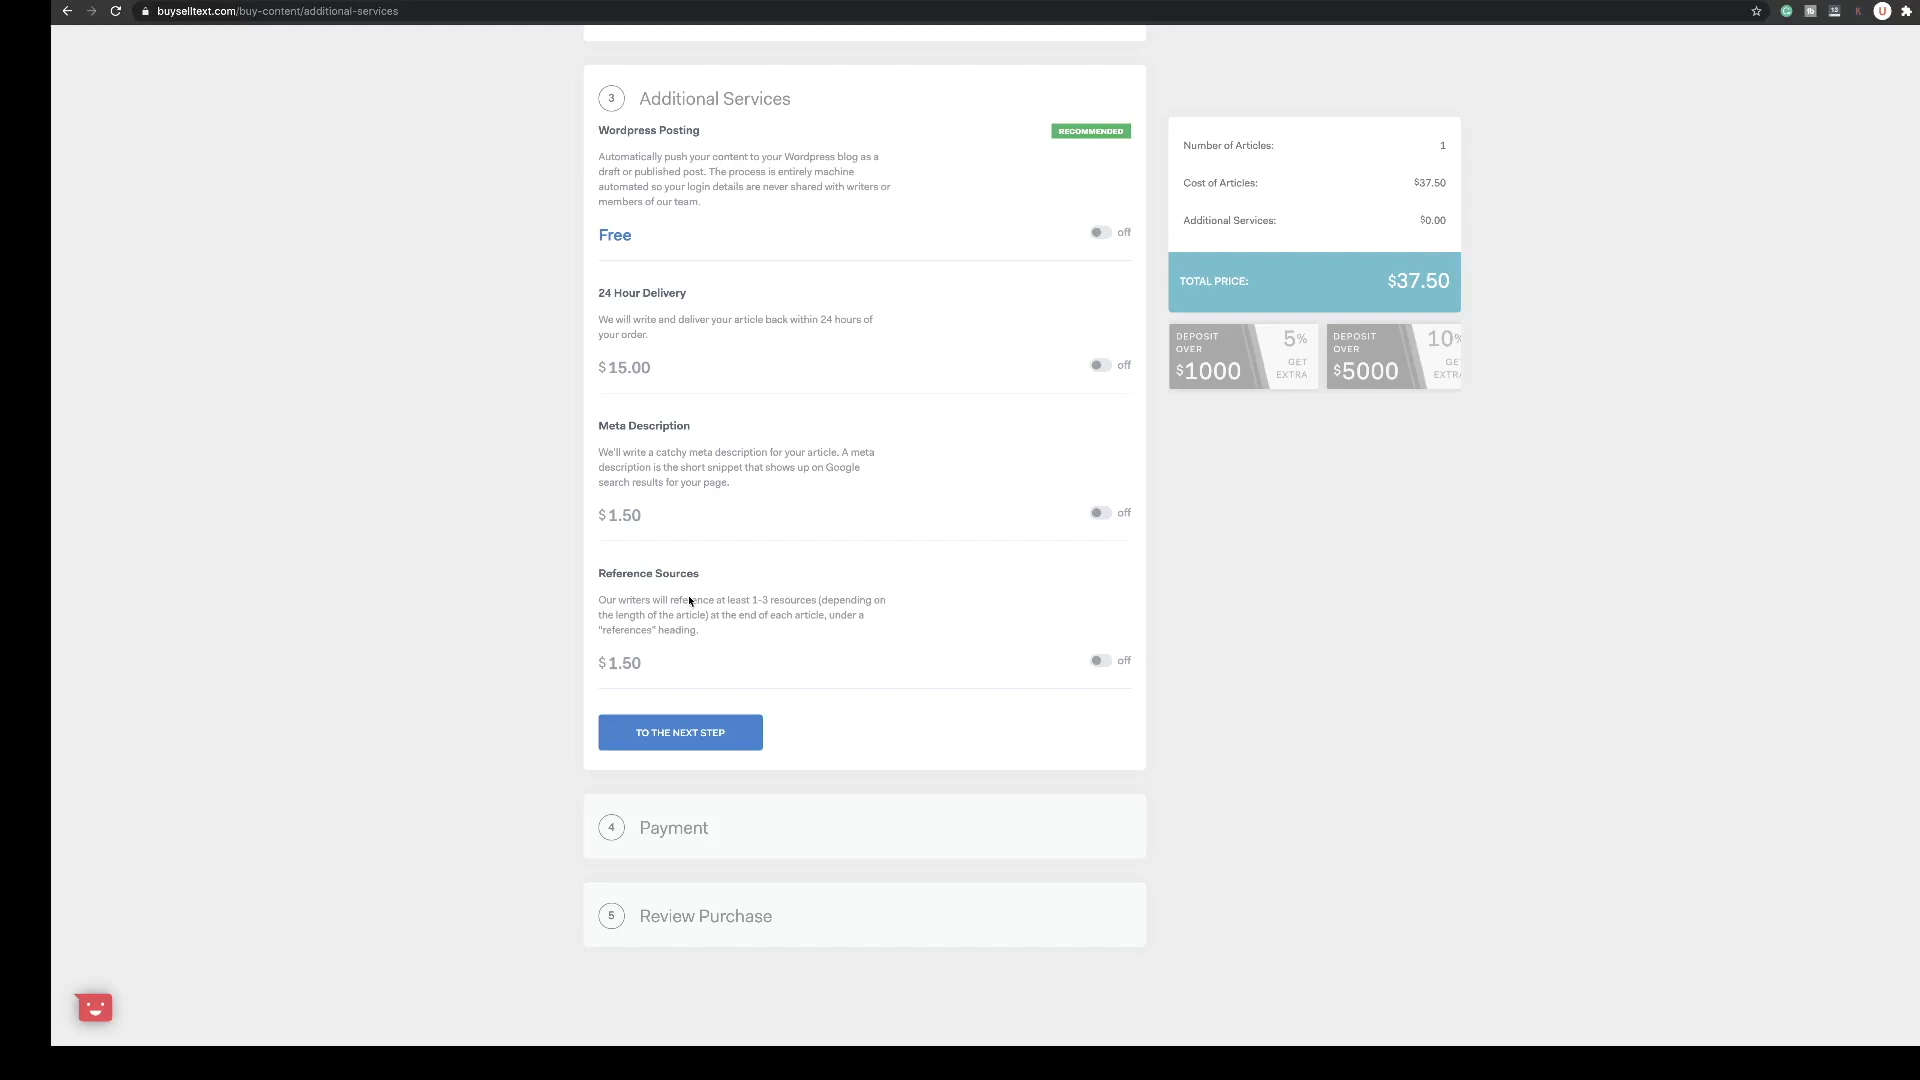 buyselltext.com/buy-content/additional-services
13
K
U
3 Additional Services
Wordpress Posting
RECOMMENDED
Automatically push your content to your Wordpress blog as a
draft or published post. The process is entirely machine
automated so your login details are never shared with writers or
members of our team.
Free
off
24 Hour Delivery
We will write and deliver your article back within 24 hours of
your order.
$15.00
off
Meta Description
We'll write a catchy meta description for your article. A meta
description is the short snippet that shows up on Google
search results for your page.
$1.50
off
Reference Sources
Our writers will reference at least 1-3 resources (depending on
the length of the article) at the end of each article, under a
"references" heading.
$1.50
off
TO THE NEXT STEP
4 Payment
5 Review Purchase
Number of Articles: 1
Cost of Articles: $37.50
Additional Services: $0.00
TOTAL PRICE: $37.50
DEPOSIT
OVER
$1000
5%
GET
EXTRA
DEPOSIT
OVER
$5000
10%
GET
EXTRA